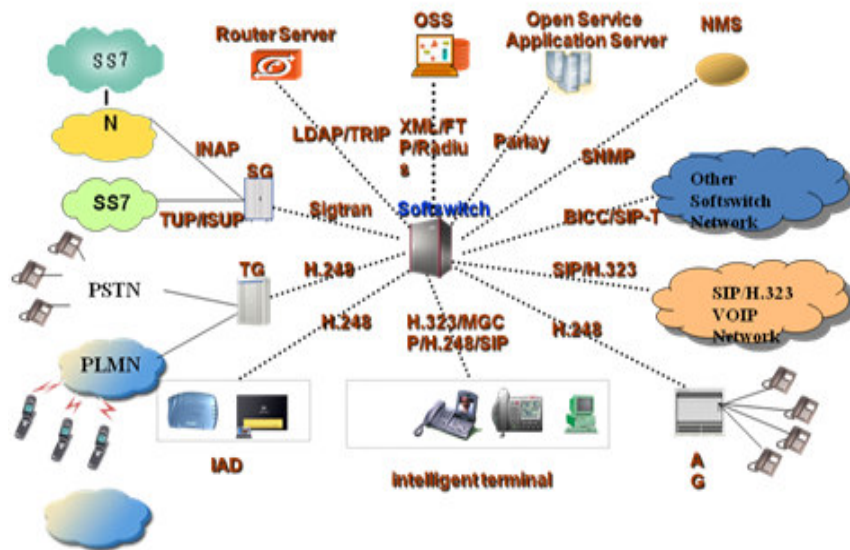 Router Server
OSS
Open Service
Application Server
NMS
SS7
I
N
INAP
SG
LDAP/TRIP
XML/FT
P/Radiu
s
Parlay
SNMP
SS7
TUP/ISUP
Sigtran
Softswitch
BICC/SIP-T
Other
Softswitch
Network
PSTN
TG
H.248
SIP/H.323
SIP/H.323
VOIP
Network
PLMN
H.248
H.323/MGC
P/H.248/SIP
H.248
IAD
Intelligent terminal
A
G